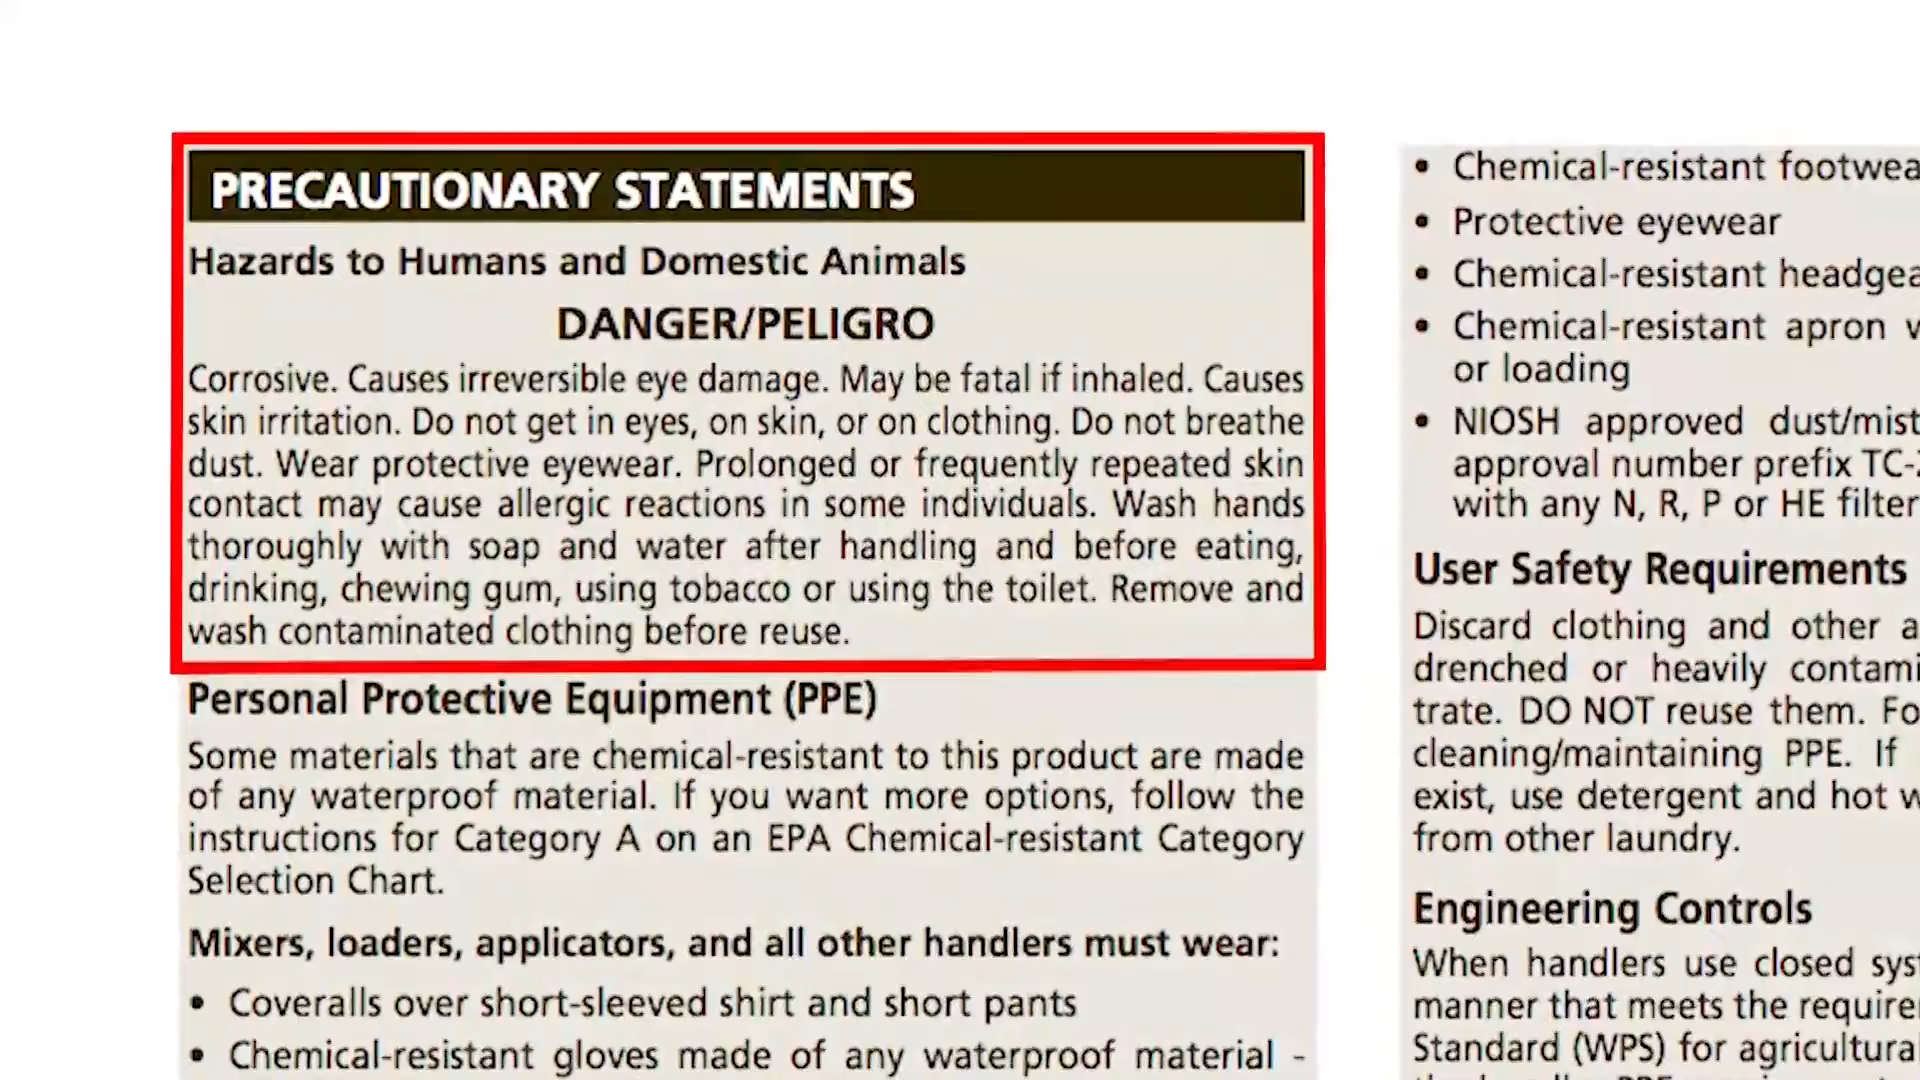 PRECAUTIONARY STATEMENTS
Hazards to Humans and Domestic Animals
DANGER/PELIGRO
Corrosive. Causes irreversible eye damage. May be fatal if inhaled. Causes
skin irritation. Do not get in eyes, on skin, or on clothing. Do not breathe
dust. Wear protective eyewear. Prolonged or frequently repeated skin
contact may cause allergic reactions in some individuals. Wash hands
thoroughly with soap and water after handling and before eating,
drinking, chewing gum, using tobacco or using the toilet. Remove and
wash contaminated clothing before reuse.
Personal Protective Equipment (PPE)
Some materials that are chemical-resistant to this product are made
of any waterproof material. If you want more options, follow the
instructions for Category A on an EPA Chemical-resistant Category
Selection Chart.
Mixers, loaders, applicators, and all other handlers must wear:
• Coveralls over short-sleeved shirt and short pants
• Chemical-resistant gloves made of any waterproof material -
• Chemical-resistant
• Protective eyewear
• Chemical-resistant
• Chemical-resistant apron
or loading
• NIOSH approved dust/mist
approval number prefix
with any N, R, P or HE filter
User Safety Requirements
Discard clothing and other
drenched or heavily
trate. DO NOT reuse them.
cleaning/maintaining PPE. If
exist, use detergent and hot
from other laundry.
Engineering Controls
When handlers use closed
manner that meets the
Standard (WPS) for agricultural